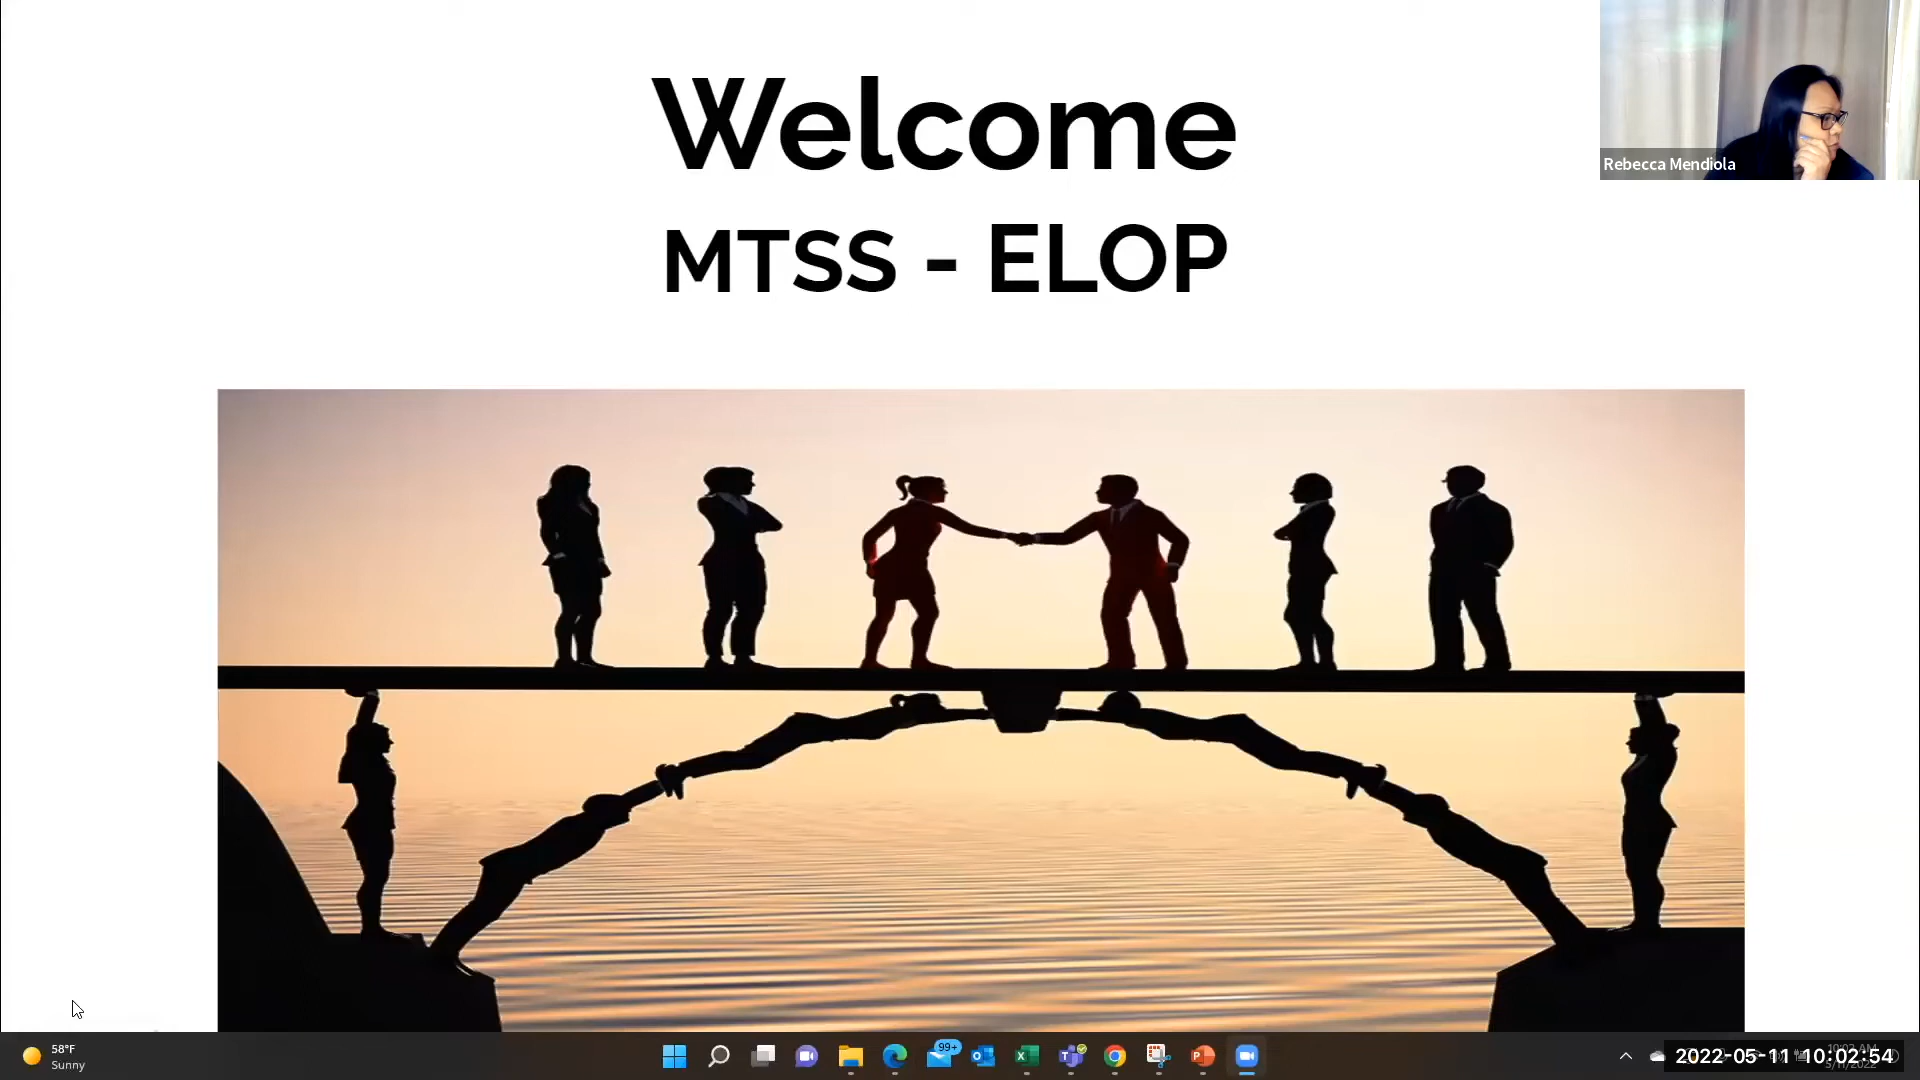 Welcome
MTSS - ELOP
Rebecca Mendiola
58°F
Sunny
99+
2022-05-11 10:02:54